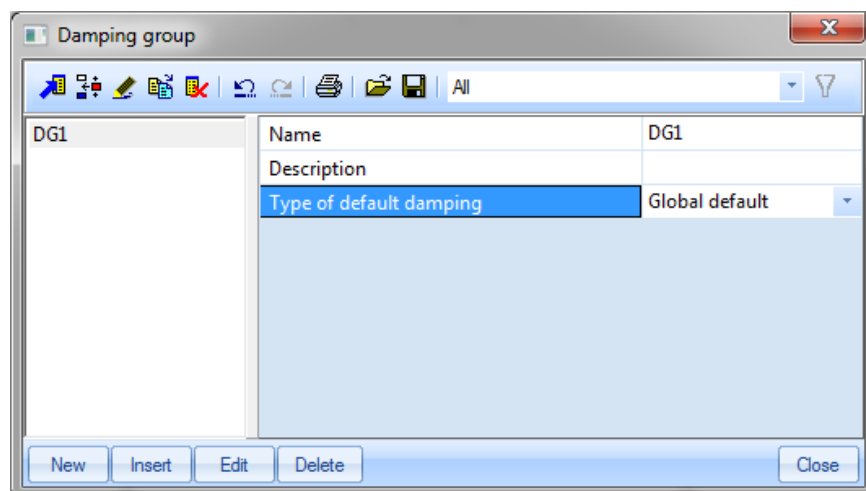 Damping group
All
DG1
Name DG1
Description
Type of default damping Global default
New Insert Edit Delete Close